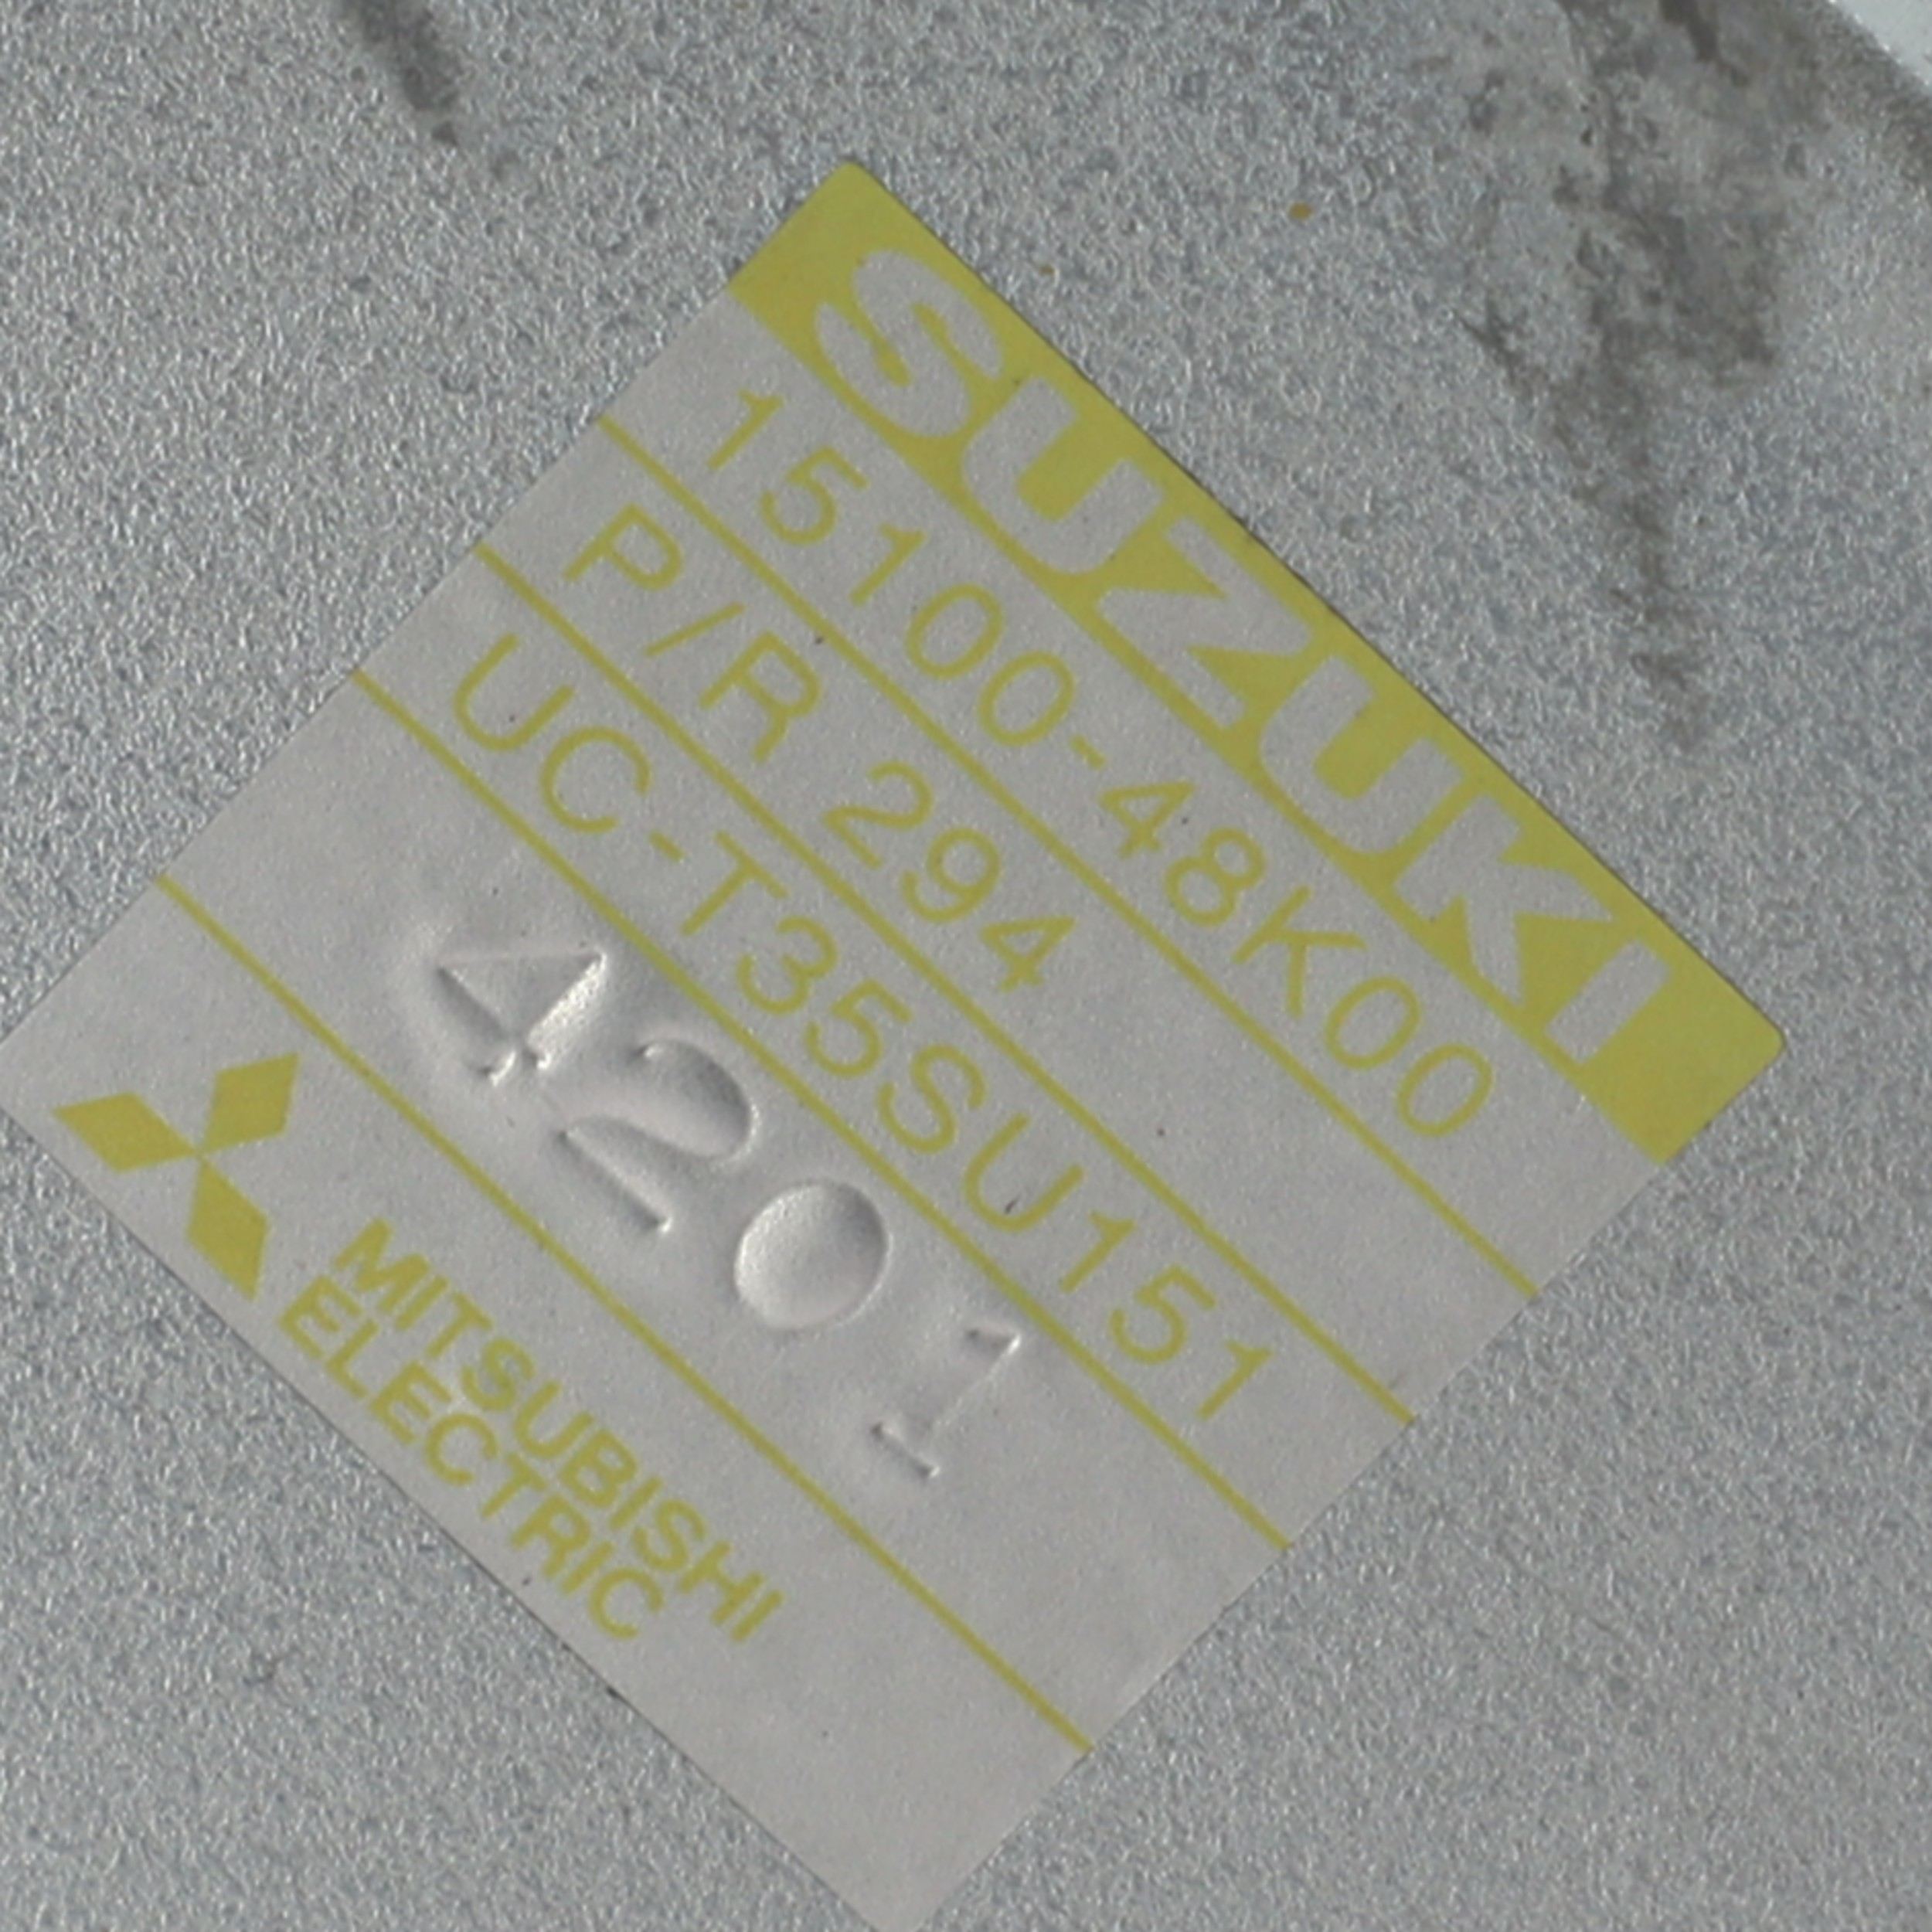 SUZUKI
15100-48K00
P/R 294
UC-T35SU151
4201
MITSUBISHI
ELECTRIC